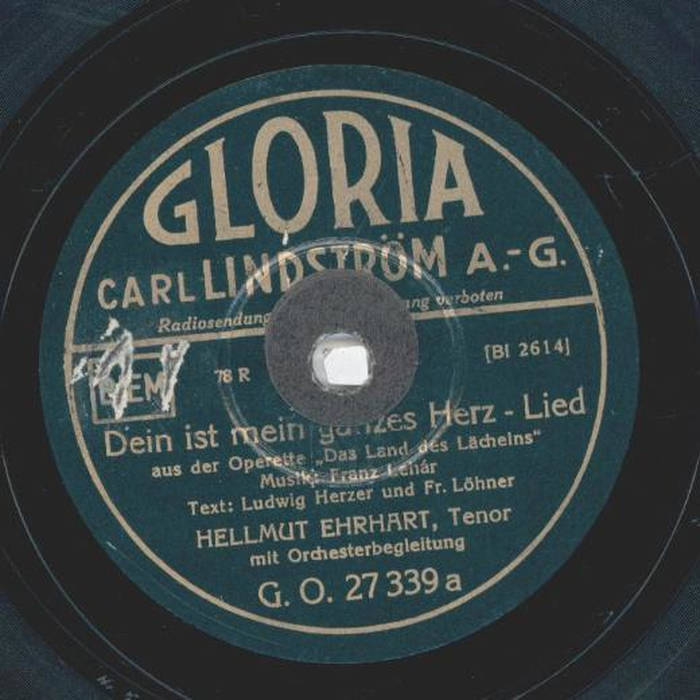 GLORIA
CARL LINDSTRÖM A.-G.
Radiosendung verboten
BIEM
78 R
[BI 2614]
Dein ist mein ganzes Herz - Lied
aus der Operette „Das Land des Lächelns“
Musik: Franz Lehár
Text: Ludwig Herzer und Fr. Löhner
HELLMUT EHRHART, Tenor
mit Orchesterbegleitung
G. O. 27 339 a